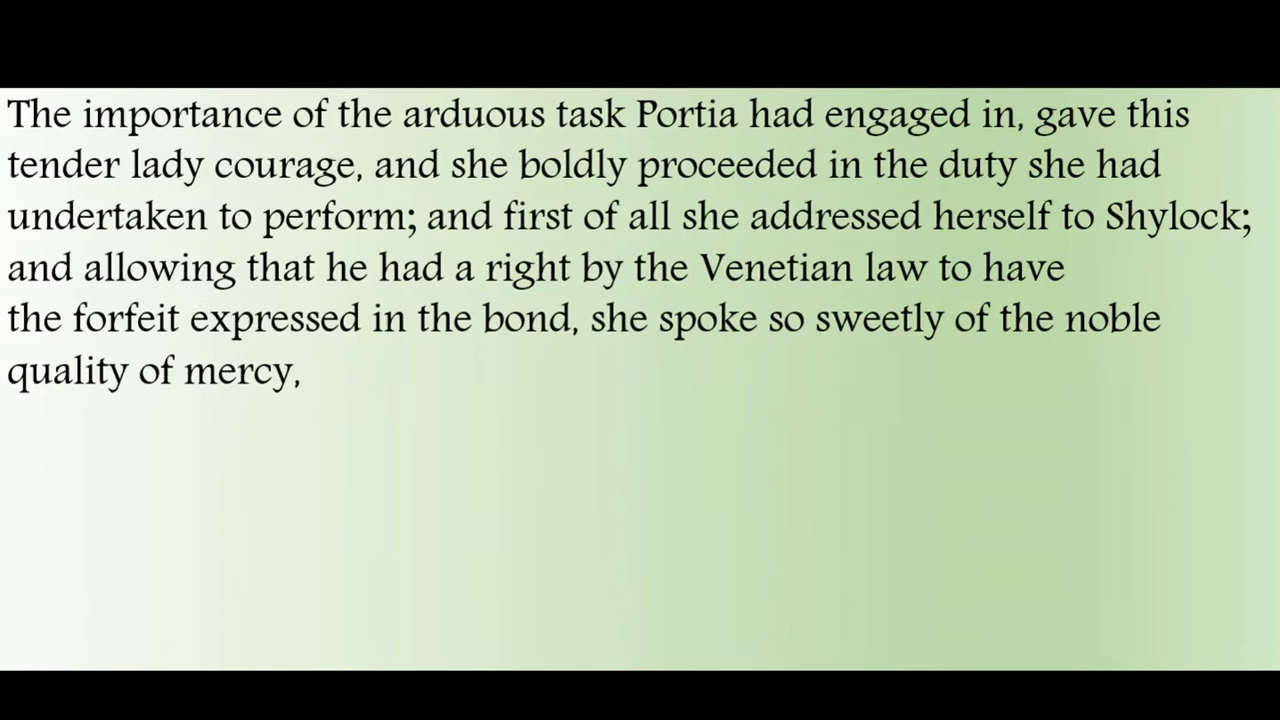 The importance of the arduous task Portia had engaged in, gave this
tender lady courage, and she boldly proceeded in the duty she had
undertaken to perform; and first of all she addressed herself to Shylock;
and allowing that he had a right by the Venetian law to have
the forfeit expressed in the bond, she spoke so sweetly of the noble
quality of mercy,